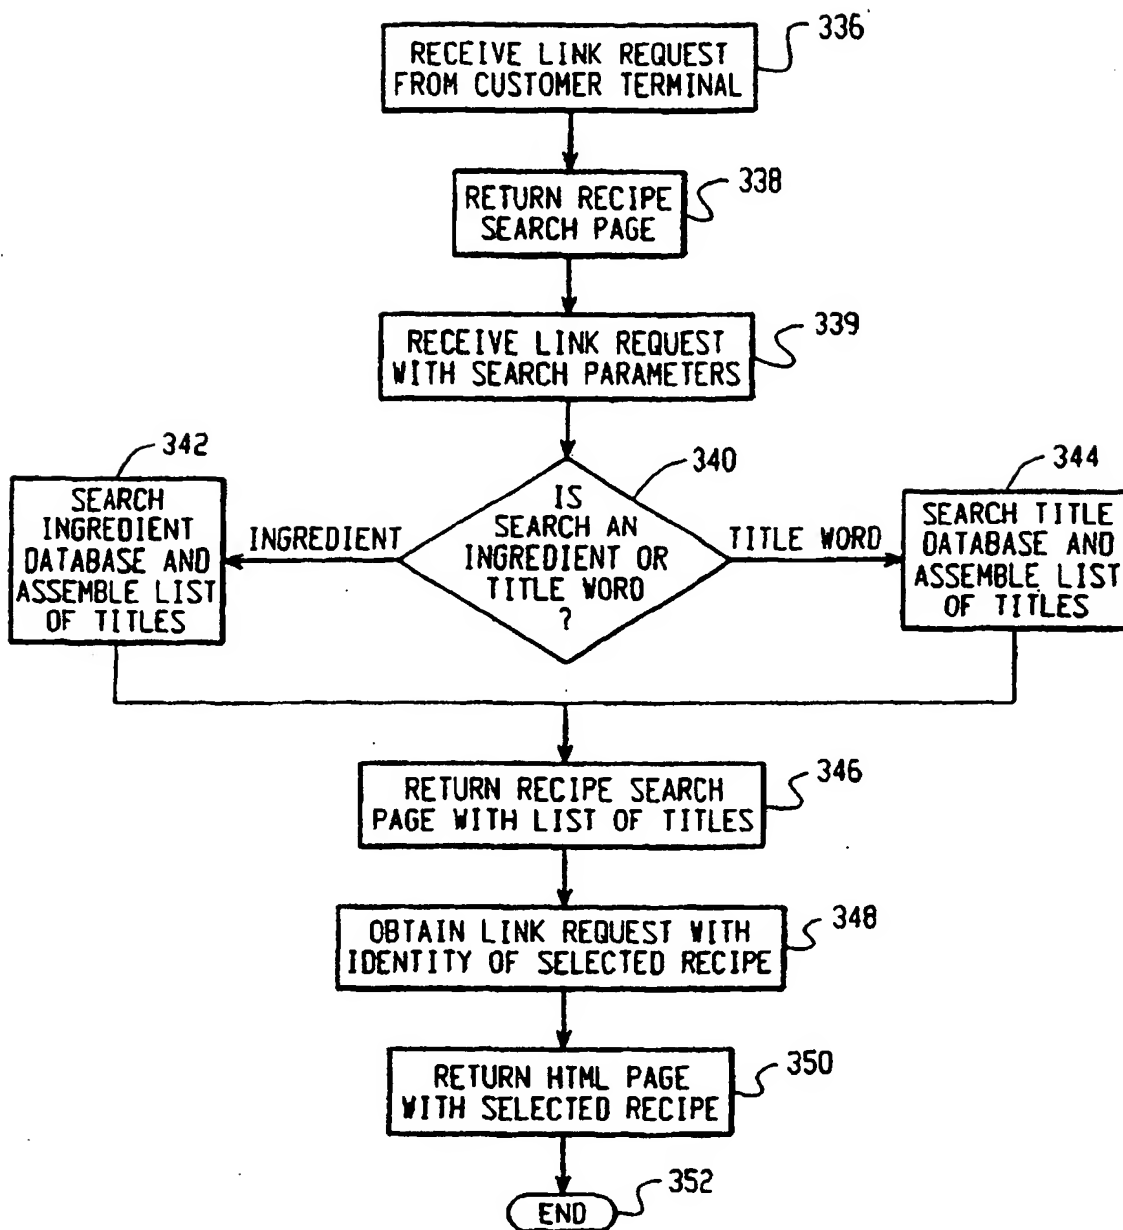 RECEIVE LINK REQUEST
FROM CUSTOMER TERMINAL
336
RETURN RECIPE
SEARCH PAGE
338
RECEIVE LINK REQUEST
WITH SEARCH PARAMETERS
339
IS
SEARCH AN
INGREDIENT OR
TITLE WORD
?
340
INGREDIENT
TITLE WORD
SEARCH
INGREDIENT
DATABASE AND
ASSEMBLE LIST
OF TITLES
342
SEARCH TITLE
DATABASE AND
ASSEMBLE LIST
OF TITLES
344
RETURN RECIPE SEARCH
PAGE WITH LIST OF TITLES
346
OBTAIN LINK REQUEST WITH
IDENTITY OF SELECTED RECIPE
348
RETURN HTML PAGE
WITH SELECTED RECIPE
350
END
352